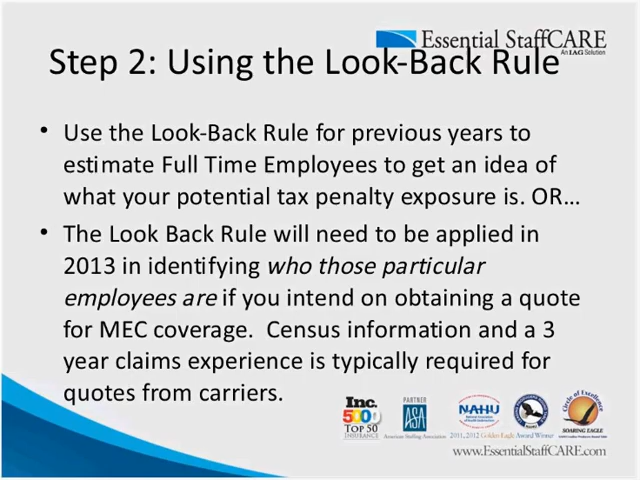 Essential StaffCARE
An IAG Solution
Step 2: Using the Look-Back Rule
• Use the Look-Back Rule for previous years to
estimate Full Time Employees to get an idea of
what your potential tax penalty exposure is. OR…
• The Look Back Rule will need to be applied in
2013 in identifying who those particular
employees are if you intend on obtaining a quote
for MEC coverage.  Census information and a 3
year claims experience is typically required for
quotes from carriers.
Inc.
5000
TOP 50
INSURANCE
PARTNER
ASA
American Staffing Association
NAHU
2011, 2012 Golden Eagle Award Winner
Circle of Excellence
SOARING EAGLE
www.EssentialStaffCARE.com